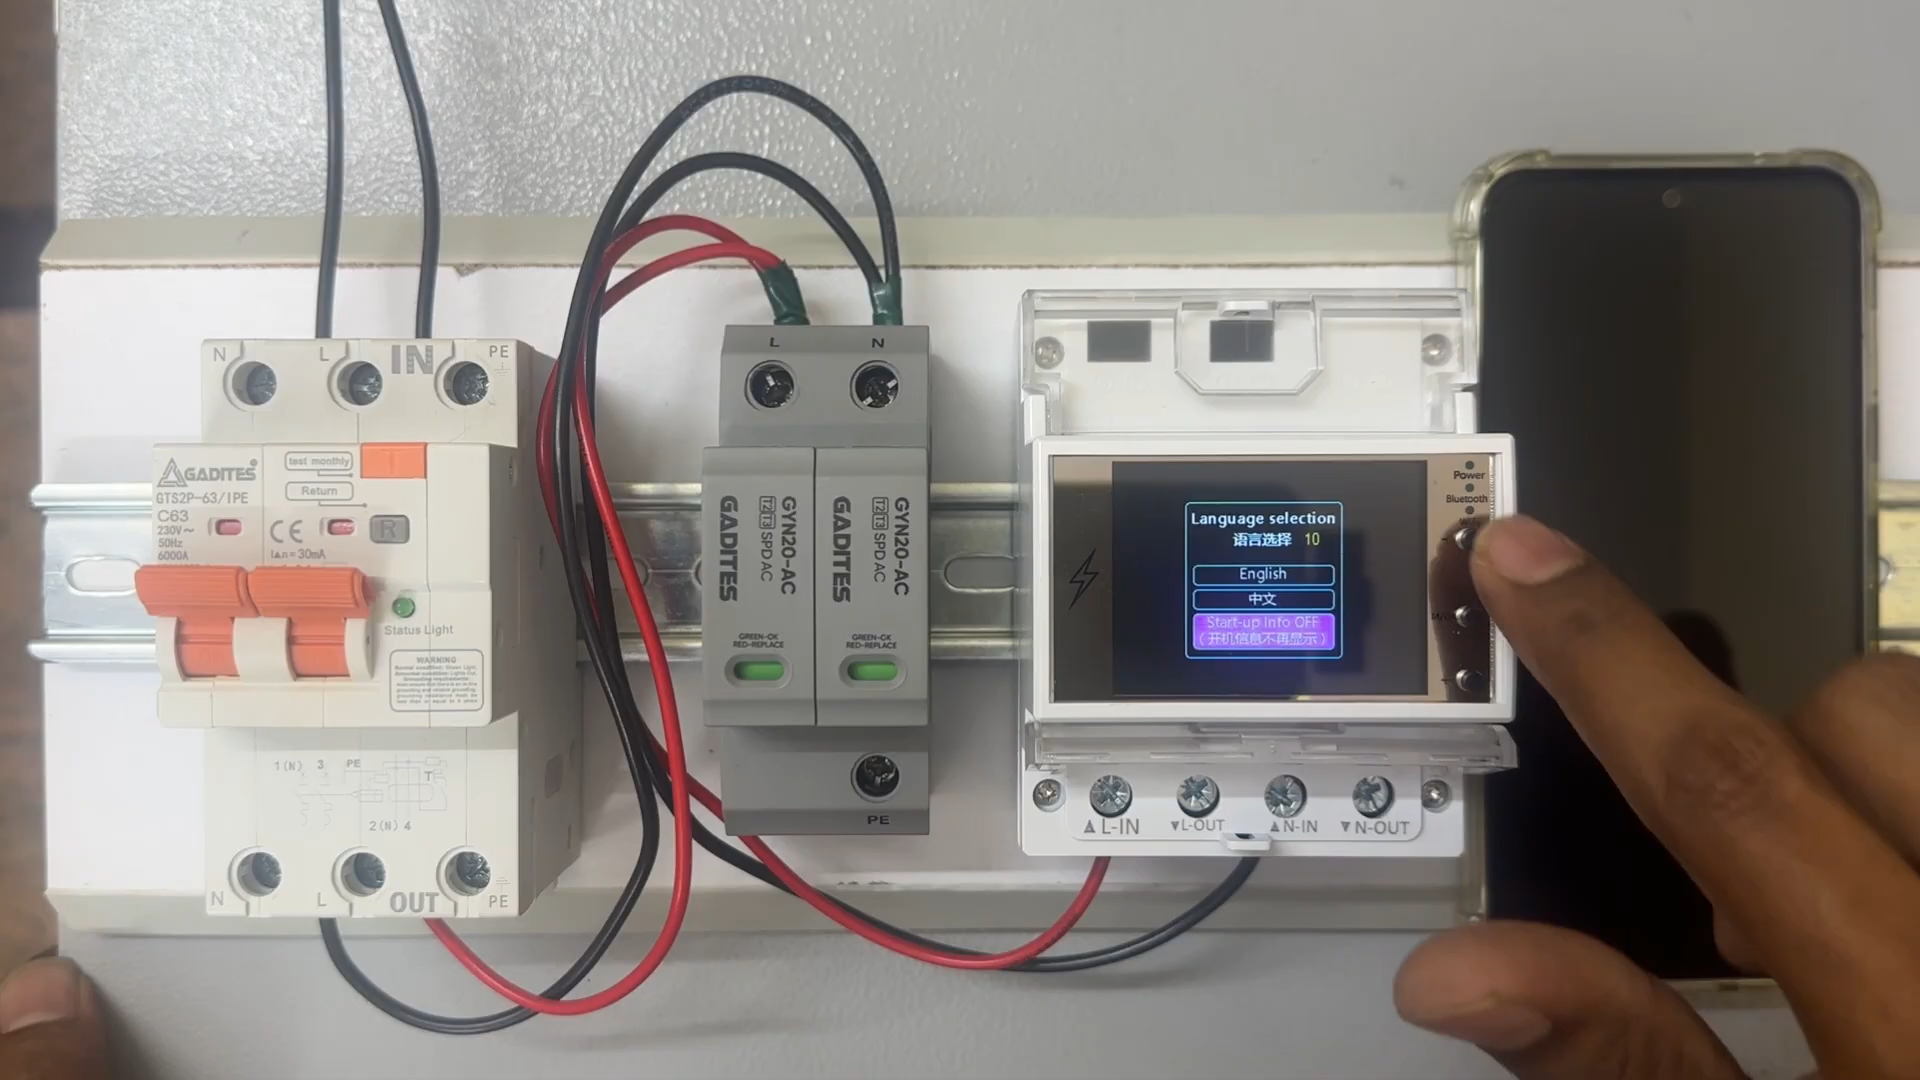 N L IN PE
GADITES
GTS2P-63/IPE
C63
230V~
50Hz
6000A
test monthly
Return
CE
I△n=30mA
R
Status Light
WARNING
1(N) 3 PE
T
2(N) 4
N L OUT PE
L N
GADITES
GYN20-AC
T2 T3 SPD AC
GREEN-OK
RED-REPLACE
GADITES
GYN20-AC
T2 T3 SPD AC
GREEN-OK
RED-REPLACE
PE
Power
Bluetooth
Language selection
语言选择 10
English
中文
Start-up info OFF
(开机信息不再显示)
▲ L-IN
▼L-OUT
▲N-IN
▼N-OUT